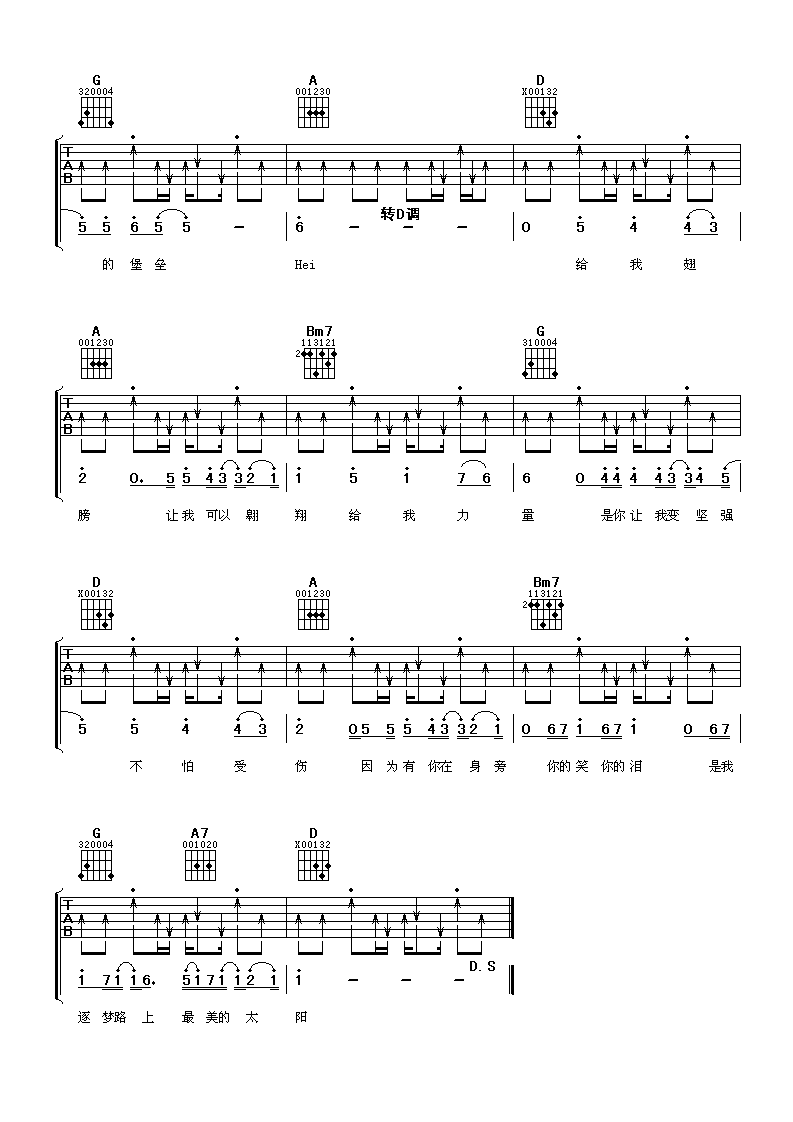 G A D
320004 001230 X00132
T
A
B
转D调
5 5 6 5 5 - 6 - - - 0 5 4 4 3
的 堡 垒 Hei 给 我 翅
A Bm7 G
001230 2 113121 310004
T
A
B
2 0. 5 5 4 3 3 2 1 1 5 1 7 6 6 0 4 4 4 4 3 3 4 5
膀 让 我 可以 翱 翔 给 我 力 量 是你 让 我变 坚 强
D A Bm7
X00132 001230 2 113121
T
A
B
5 5 4 4 3 2 0 5 5 5 4 3 3 2 1 0 6 7 1 6 7 1 0 6 7
不 怕 受 伤 因 为 有 你在 身 旁 你的 笑 你的 泪 是我
G A7 D
320004 001020 X00132
T
A
B
D.S
1 7 1 1 6. 5 1 7 1 1 2 1 1 - - -
逐 梦路 上 最 美的 太 阳